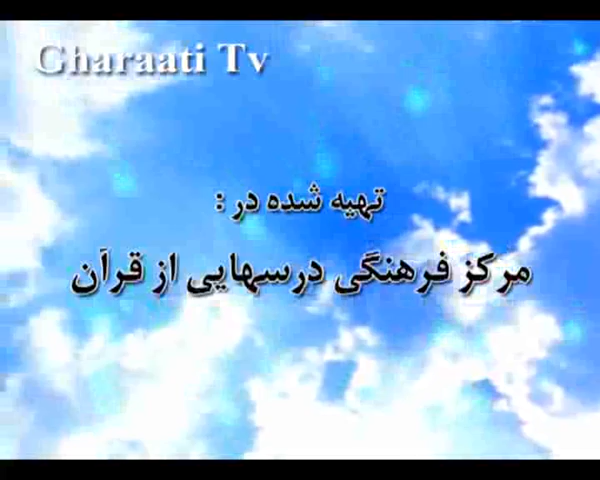 Gharaati Tv
تهیه شده در :
مرکز فرهنگی درسهایی از قرآن